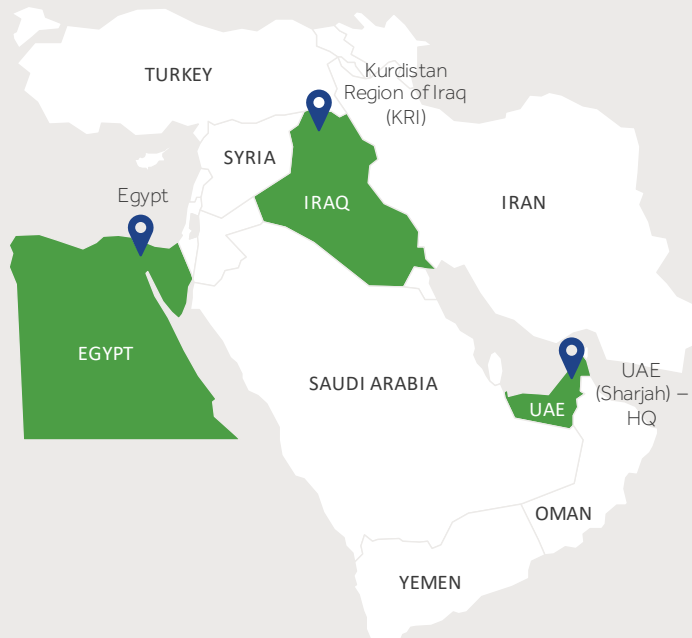 TURKEY
Kurdistan
Region of Iraq
(KRI)
SYRIA
Egypt
IRAQ
IRAN
EGYPT
SAUDI ARABIA
UAE
(Sharjah) –
HQ
UAE
OMAN
YEMEN